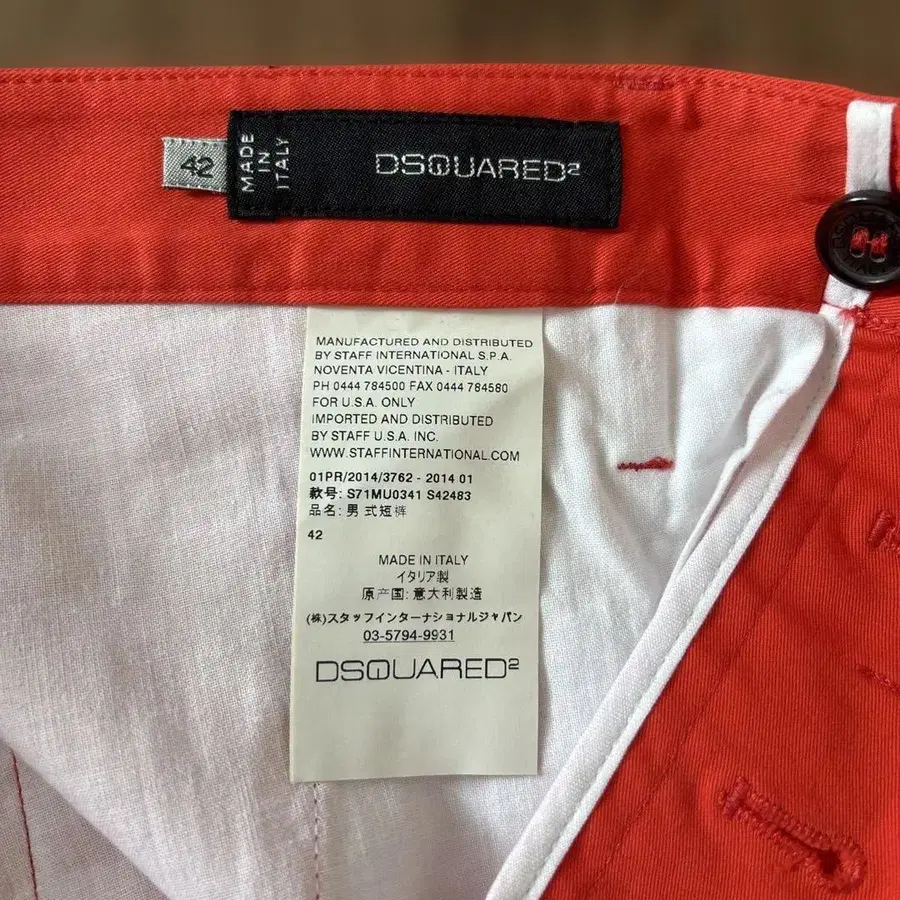 42
MADE
IN
ITALY
DSQUARED²
MANUFACTURED AND DISTRIBUTED
BY STAFF INTERNATIONAL S.P.A.
NOVENTA VICENTINA - ITALY
PH 0444 784500 FAX 0444 784580
FOR U.S.A. ONLY
IMPORTED AND DISTRIBUTED
BY STAFF U.S.A. INC.
WWW.STAFFINTERNATIONAL.COM
01PR/2014/3762 - 2014 01
款号: S71MU0341 S42483
品名: 男式短裤
42
MADE IN ITALY
イタリア製
原产国: 意大利製造
(株)スタッフインターナショナルジャパン
03-5794-9931
DSQUARED²